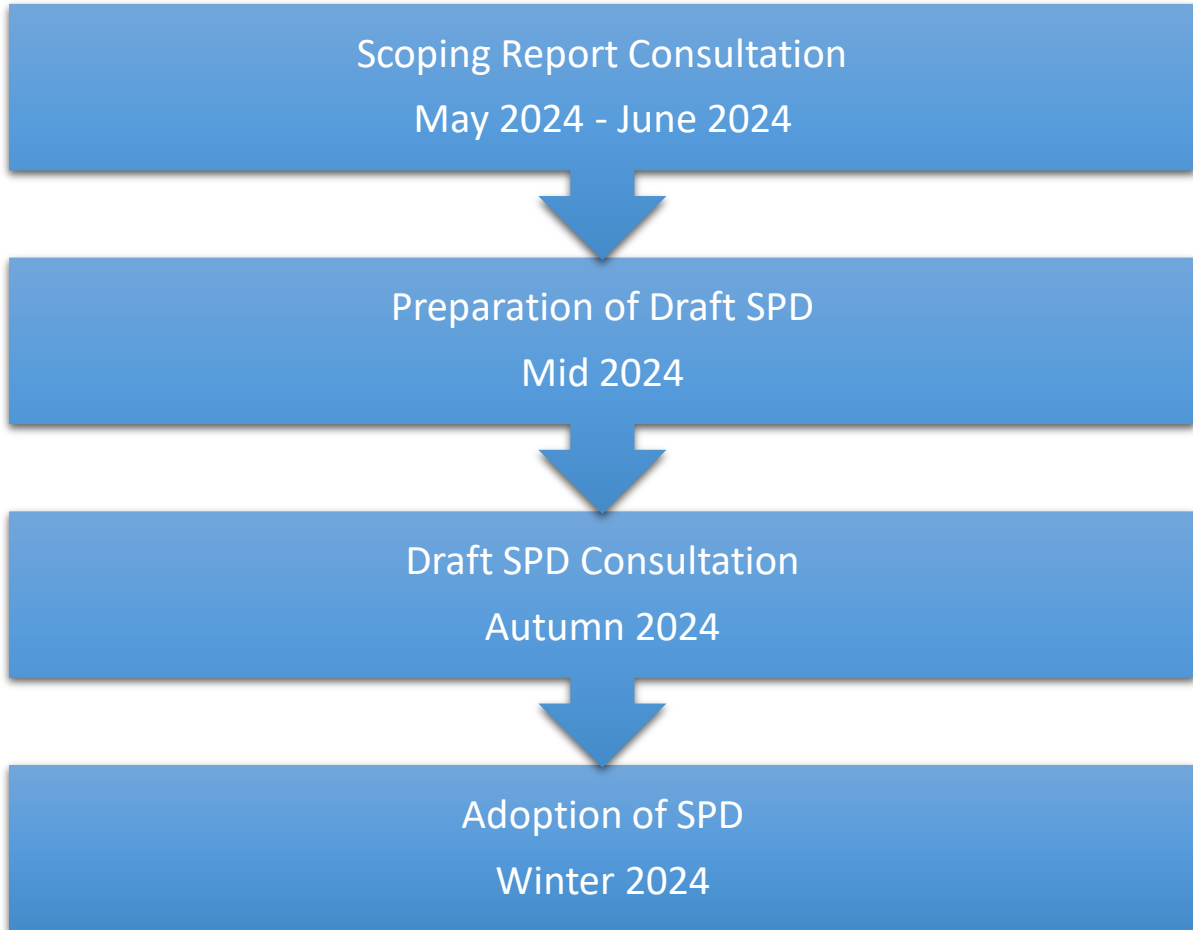 Scoping Report Consultation
May 2024 - June 2024
Preparation of Draft SPD
Mid 2024
Draft SPD Consultation
Autumn 2024
Adoption of SPD
Winter 2024